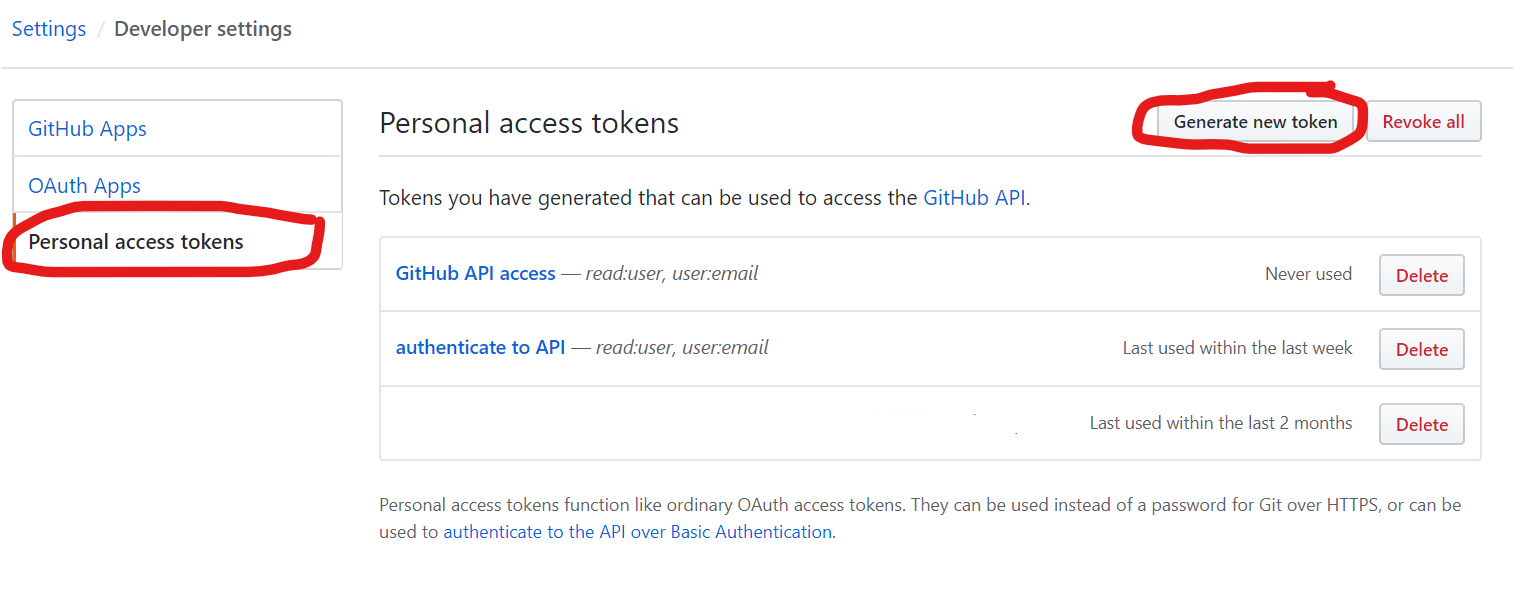 Settings / Developer settings
GitHub Apps
OAuth Apps
Personal access tokens
Personal access tokens
Generate new token
Revoke all
Tokens you have generated that can be used to access the GitHub API.
GitHub API access — read:user, user:email
Never used
Delete
authenticate to API — read:user, user:email
Last used within the last week
Delete
Last used within the last 2 months
Delete
Personal access tokens function like ordinary OAuth access tokens. They can be used instead of a password for Git over HTTPS, or can be
used to authenticate to the API over Basic Authentication.